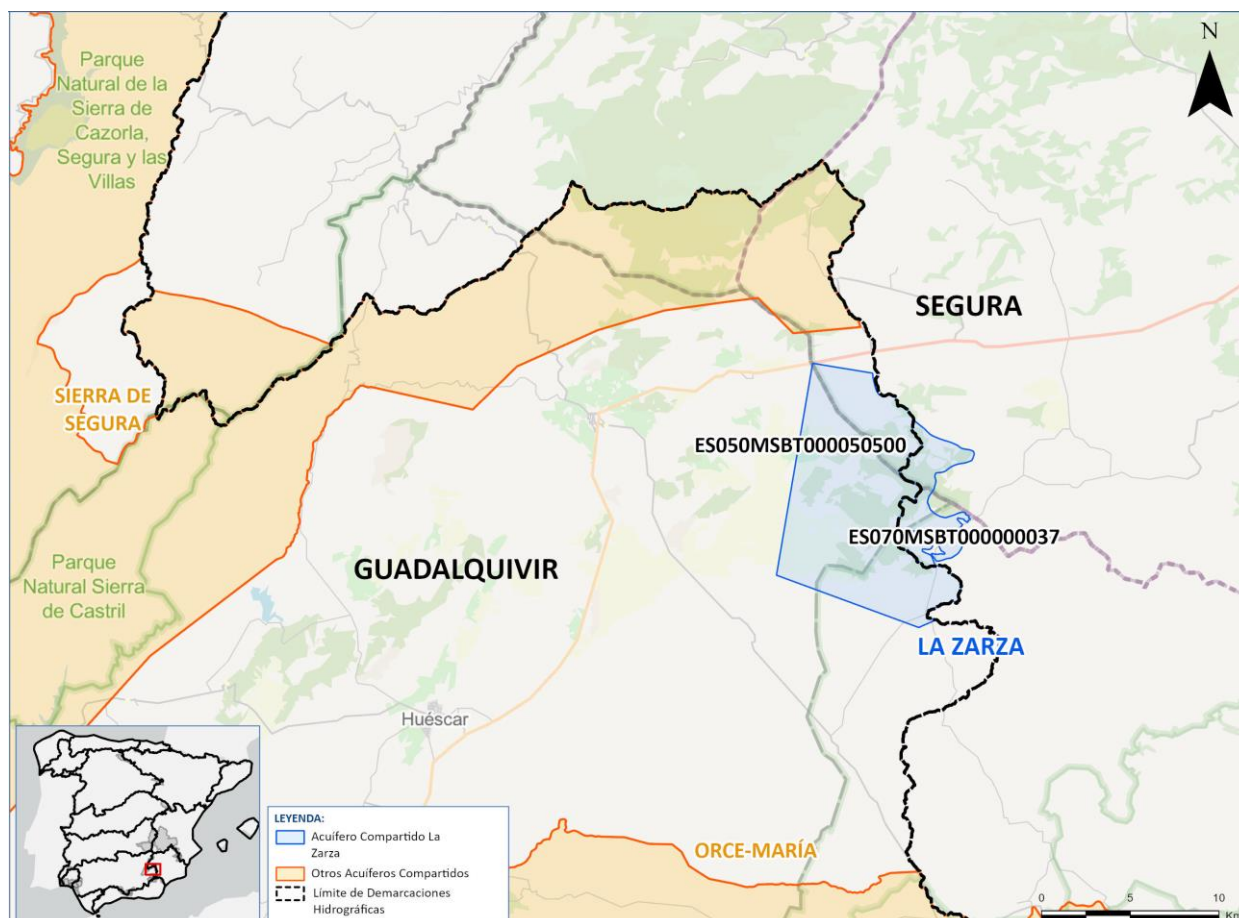 N
Parque
Natural de la
Sierra de
Cazorla,
Segura y las
Villas
SEGURA
SIERRA DE
SEGURA
ES050MSBT000050500
ES070MSBT000000037
GUADALQUIVIR
Parque
Natural Sierra
de Castril
LA ZARZA
Huéscar
ORCE-MARÍA
LEYENDA:
Acuífero Compartido La
Zarza
Otros Acuíferos Compartidos
Límite de Demarcaciones
Hidrográficas
0 5 10
Km